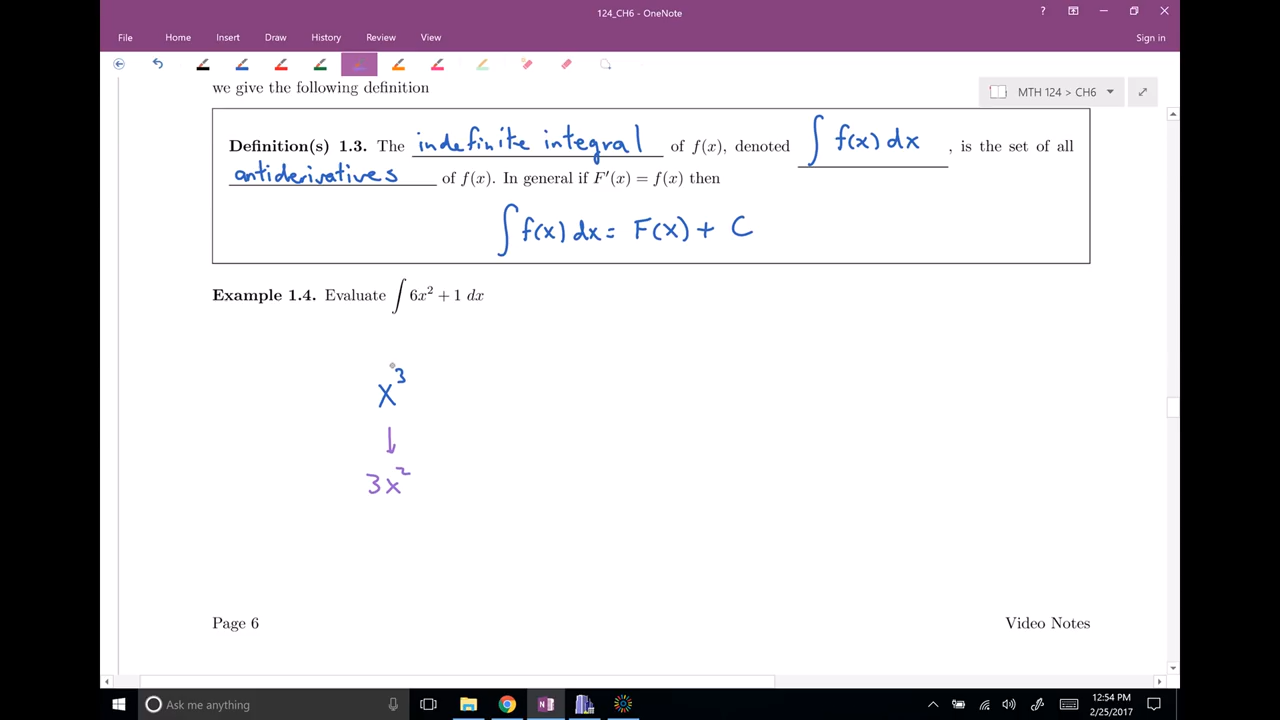 124_CH6 - OneNote
?
File Home Insert Draw History Review View Sign in
we give the following definition
MTH 124 > CH6
Definition(s) 1.3. The indefinite integral of f(x), denoted ∫ f(x) dx, is the set of all
antiderivatives of f(x). In general if F′(x) = f(x) then
∫ f(x) dx = F(x) + C
Example 1.4. Evaluate ∫ 6x² + 1 dx
x³
↓
3x²
Page 6 Video Notes
Ask me anything
12:54 PM
2/25/2017